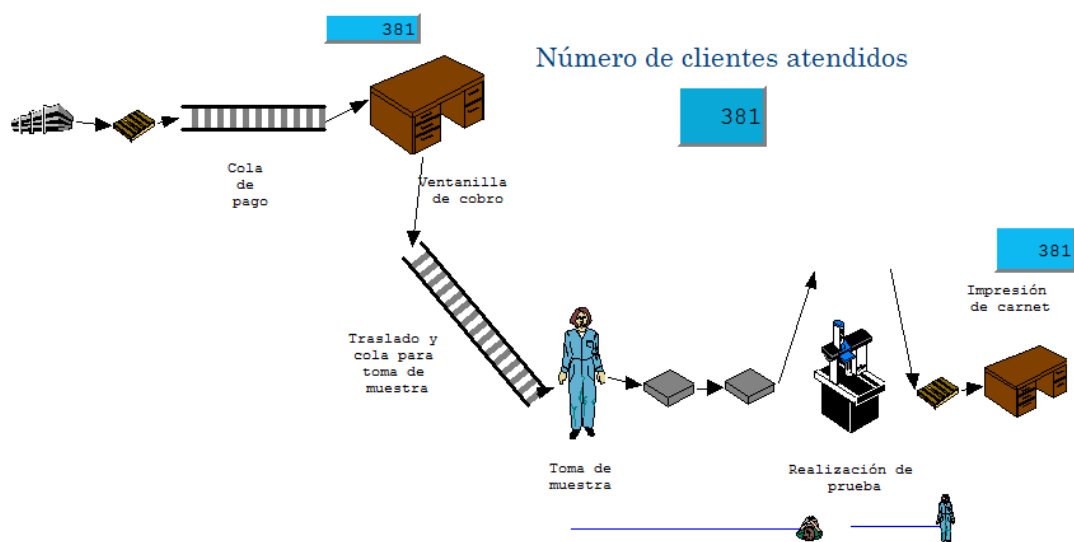 381
Número de clientes atendidos
381
Cola
de
pago
Ventanilla
de cobro
381
Impresión
de carnet
Traslado y
cola para
toma de
muestra
Toma de
muestra
Realización de
prueba